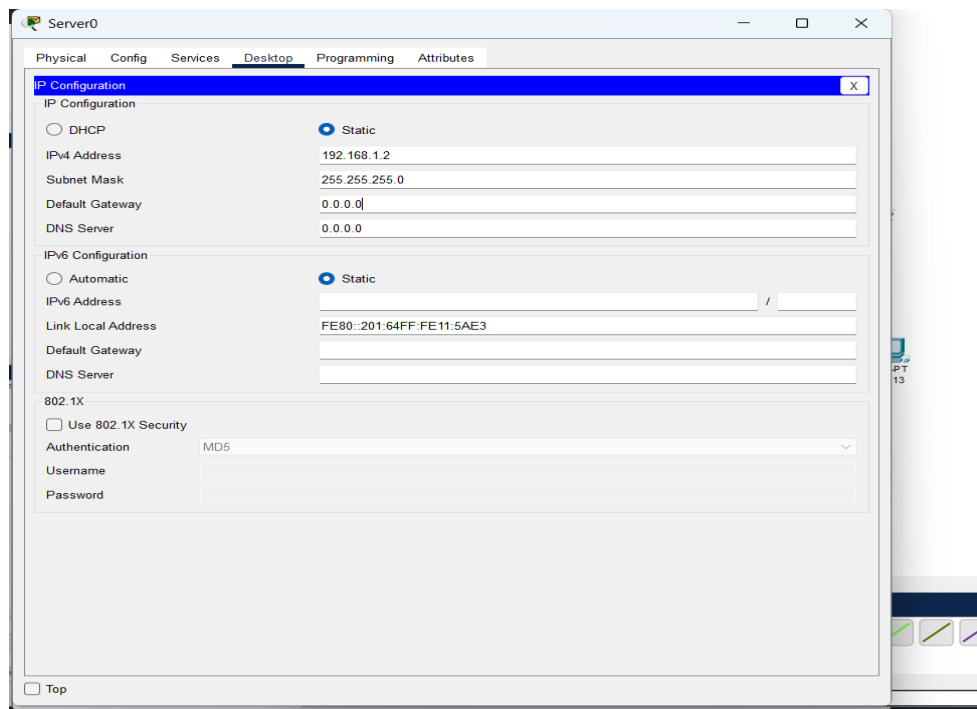 Server0
Physical Config Services Desktop Programming Attributes
IP Configuration X
IP Configuration
DHCP Static
IPv4 Address 192.168.1.2
Subnet Mask 255.255.255.0
Default Gateway 0.0.0.0
DNS Server 0.0.0.0
IPv6 Configuration
Automatic Static
IPv6 Address /
Link Local Address FE80::201:64FF:FE11:5AE3
Default Gateway
DNS Server
802.1X
Use 802.1X Security
Authentication MD5
Username
Password
Top
-PT
13